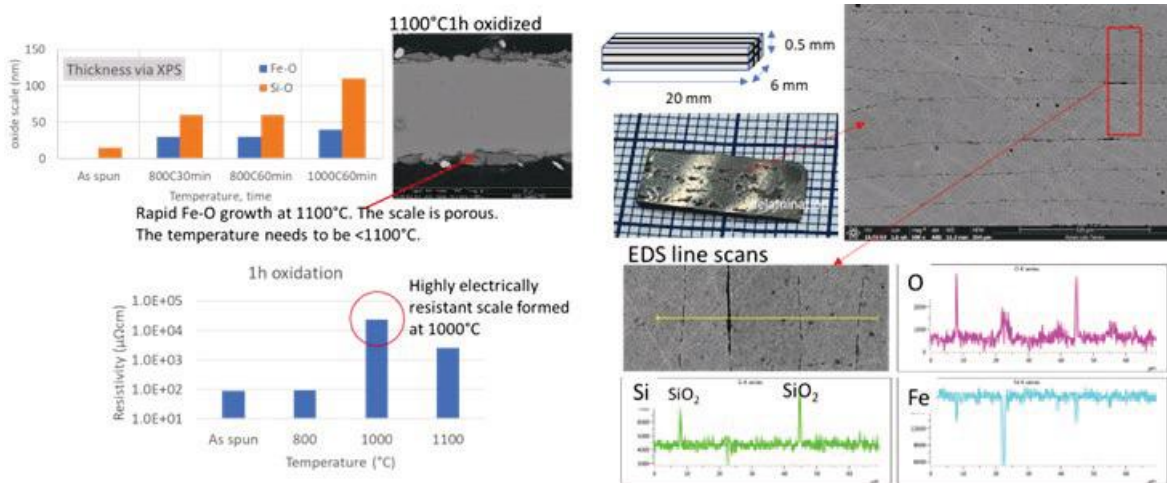 1100°C1h oxidized
150
100
50
0
oxide scale (nm)
Thickness via XPS
Fe-O
Si-O
As spun
800C30min
800C60min
1000C60min
Temperature, time
Rapid Fe-O growth at 1100°C. The scale is porous.
The temperature needs to be <1100°C.
1h oxidation
1.0E+05
1.0E+04
1.0E+03
1.0E+02
1.0E+01
Resistivity (μΩcm)
As spun
800
1000
1100
Temperature (°C)
Highly electrically
resistant scale formed
at 1000°C
0.5 mm
6 mm
20 mm
delamination
EDS line scans
O
Si
SiO2
SiO2
Fe